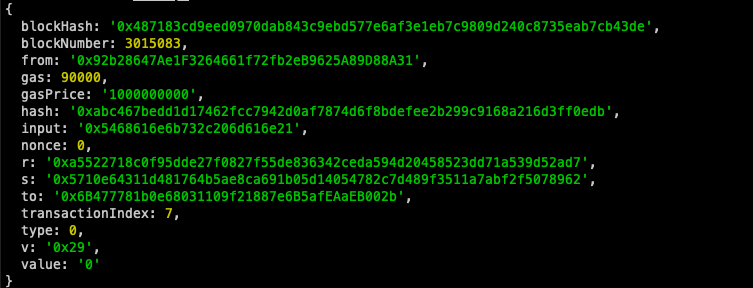 {
  blockHash: '0x487183cd9eed0970dab843c9ebd577e6af3e1eb7c9809d240c8735eab7cb43de',
  blockNumber: 3015083,
  from: '0x92b28647Ae1F3264661f72fb2eB9625A89D88A31',
  gas: 90000,
  gasPrice: '1000000000',
  hash: '0xabc467bedd1d17462fcc7942d0af7874d6f8bdefee2b299c9168a216d3ff0edb',
  input: '0x5468616e6b732c206d616e21',
  nonce: 0,
  r: '0xa5522718c0f95dde27f0827f55de836342ceda594d20458523dd71a539d52ad7',
  s: '0x5710e64311d481764b5ae8ca691b05d14054782c7d489f3511a7abf2f5078962',
  to: '0x6B477781b0e68031109f21887e6B5afEAaEB002b',
  transactionIndex: 7,
  type: 0,
  v: '0x29',
  value: '0'
}